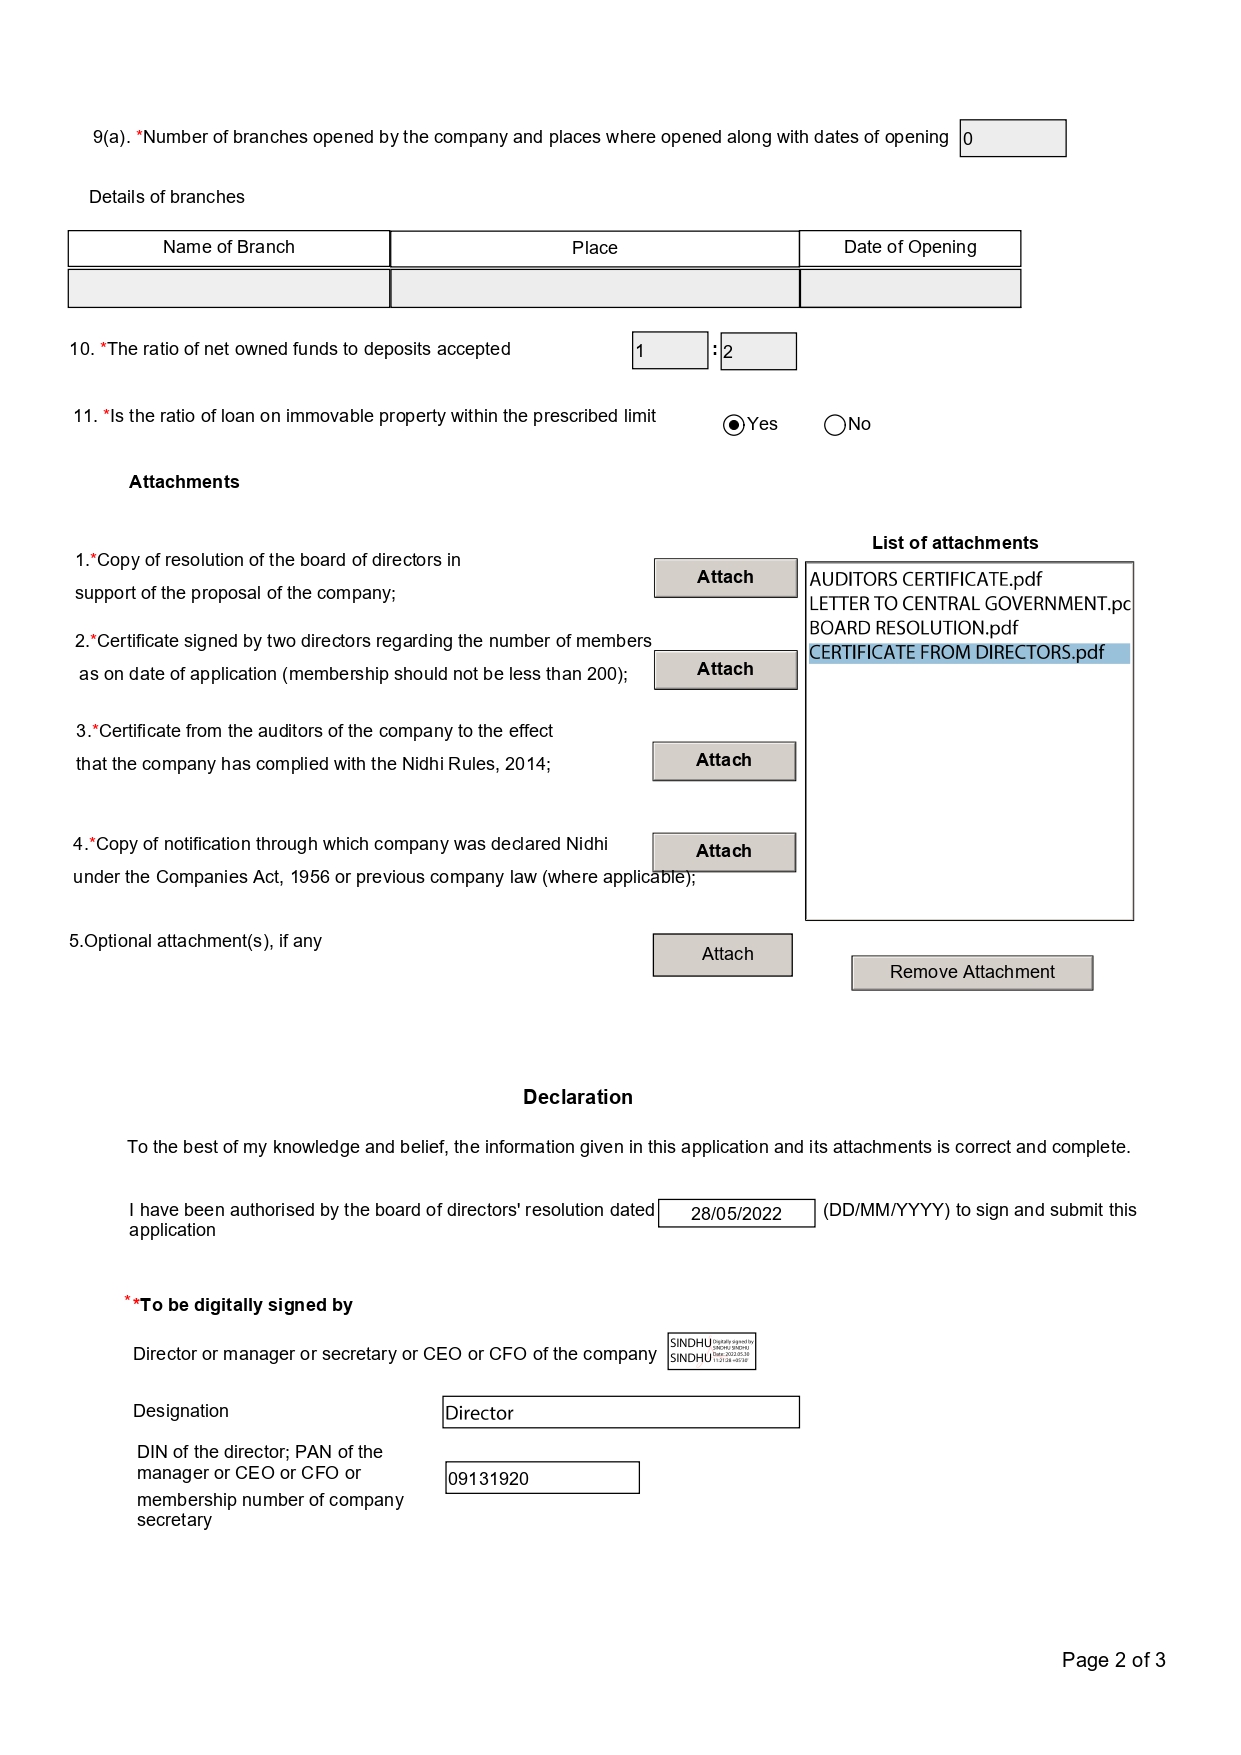 9(a). *Number of branches opened by the company and places where opened along with dates of opening 0
Details of branches
Name of Branch Place Date of Opening
10. *The ratio of net owned funds to deposits accepted 1 : 2
11. *Is the ratio of loan on immovable property within the prescribed limit Yes No
Attachments
List of attachments
1.*Copy of resolution of the board of directors in
support of the proposal of the company;
Attach
AUDITORS CERTIFICATE.pdf
LETTER TO CENTRAL GOVERNMENT.pc
BOARD RESOLUTION.pdf
CERTIFICATE FROM DIRECTORS.pdf
2.*Certificate signed by two directors regarding the number of members
as on date of application (membership should not be less than 200);
Attach
3.*Certificate from the auditors of the company to the effect
that the company has complied with the Nidhi Rules, 2014;
Attach
4.*Copy of notification through which company was declared Nidhi
under the Companies Act, 1956 or previous company law (where applicable);
Attach
5.Optional attachment(s), if any
Attach
Remove Attachment
Declaration
To the best of my knowledge and belief, the information given in this application and its attachments is correct and complete.
I have been authorised by the board of directors' resolution dated 28/05/2022 (DD/MM/YYYY) to sign and submit this
application
**To be digitally signed by
Director or manager or secretary or CEO or CFO of the company
SINDHU
SINDHU
Digitally signed by
SINDHU SINDHU
Date: 2022.05.30
11:21:28 +05'30'
Designation Director
DIN of the director; PAN of the
manager or CEO or CFO or
membership number of company
secretary
09131920
Page 2 of 3